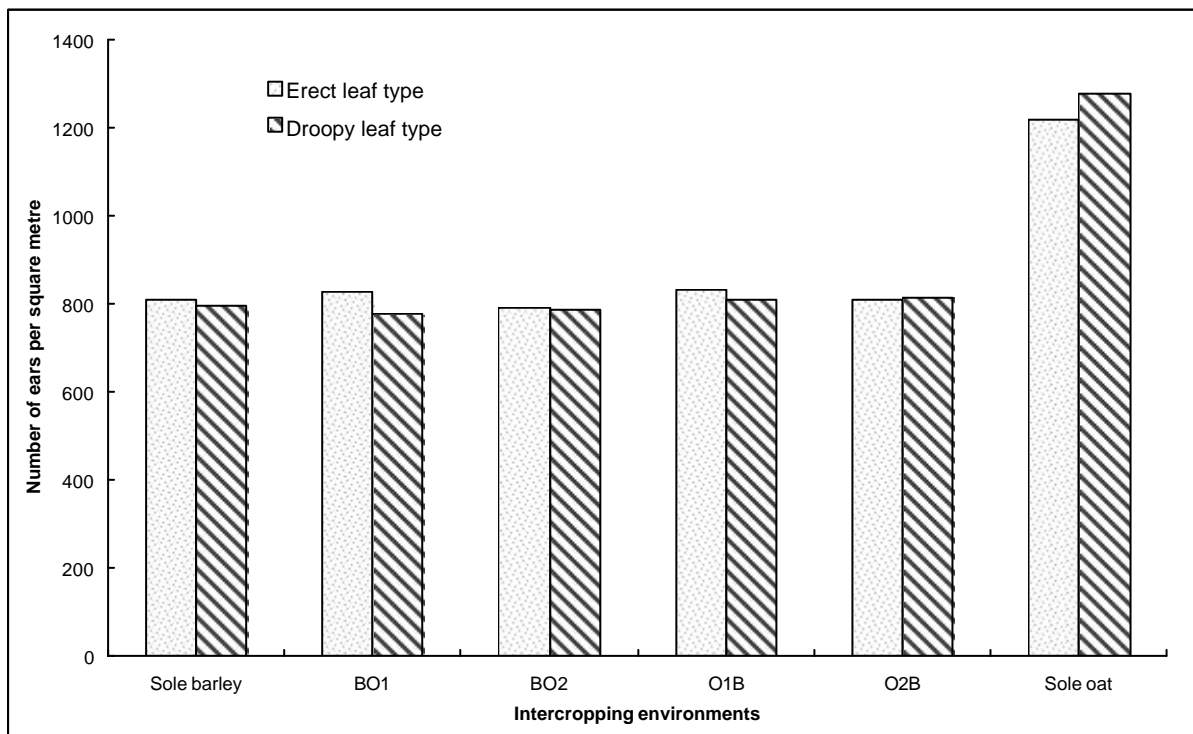 1400
1200
1000
800
600
400
200
0
Number of ears per square metre
Erect leaf type
Droopy leaf type
Sole barley BO1 BO2 O1B O2B Sole oat
Intercropping environments